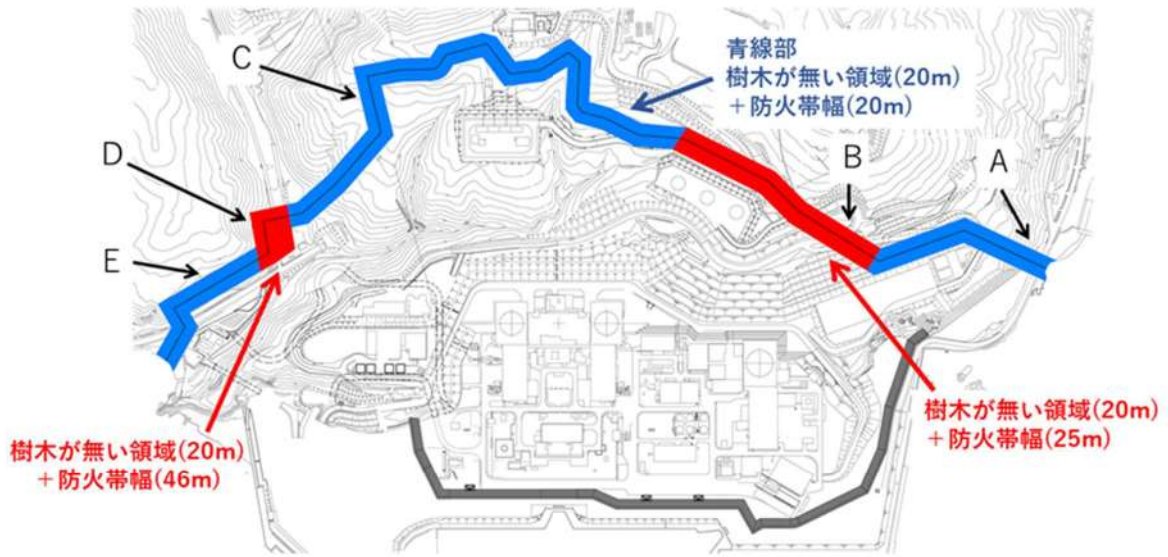 C
青線部
樹木が無い領域(20m)
＋防火帯幅(20m)
D
B
A
E
樹木が無い領域(20m)
＋防火帯幅(46m)
樹木が無い領域(20m)
＋防火帯幅(25m)